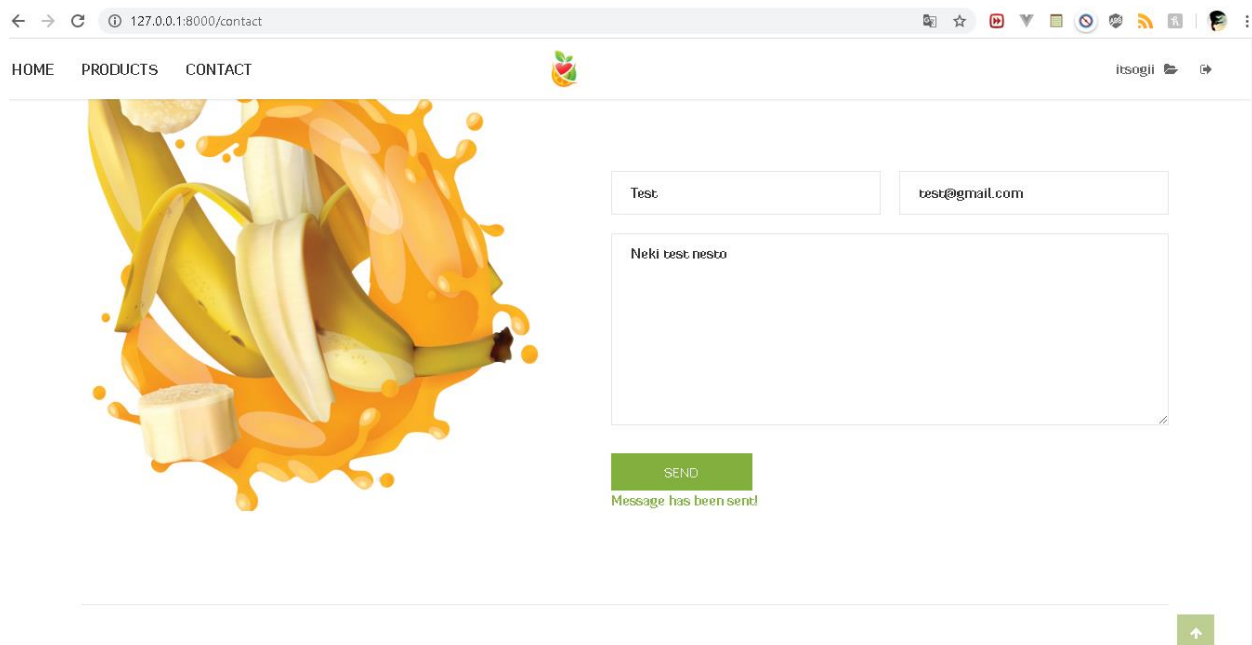 127.0.0.1:8000/contact
HOME PRODUCTS CONTACT itsogii
Test test@gmail.com
Neki test nesto
SEND
Message has been sent!